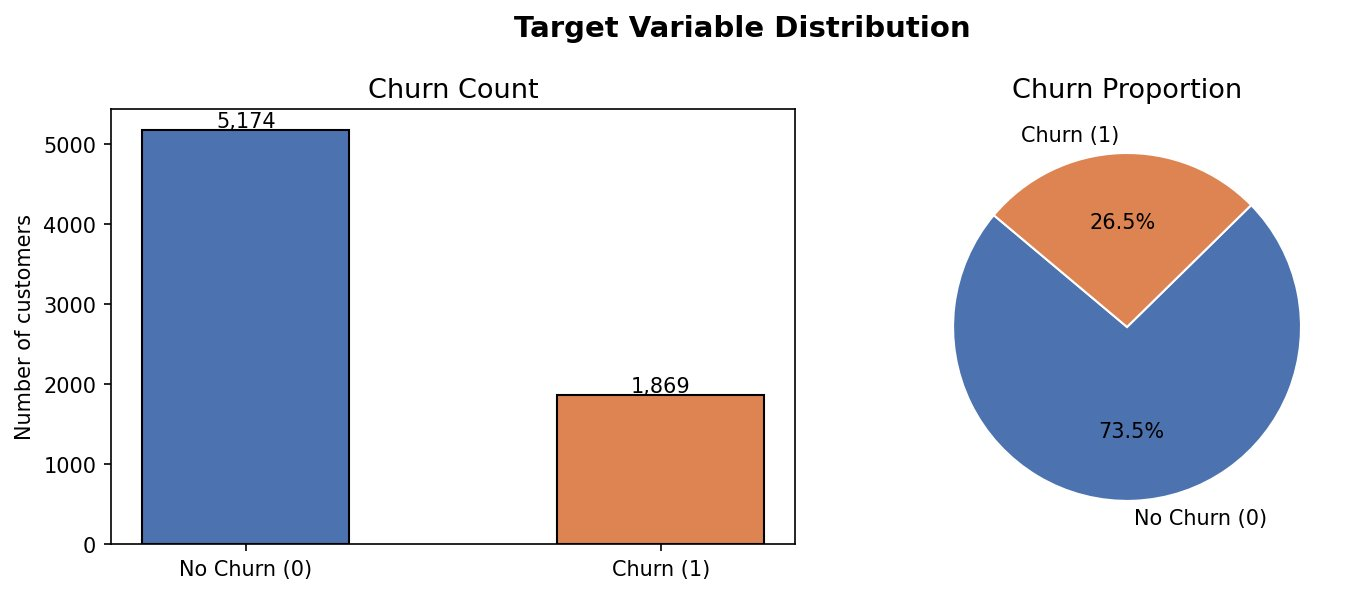 Target Variable Distribution
Churn Count
5,174
1,869
5000
4000
3000
2000
1000
0
Number of customers
No Churn (0)
Churn (1)
Churn Proportion
Churn (1)
26.5%
73.5%
No Churn (0)